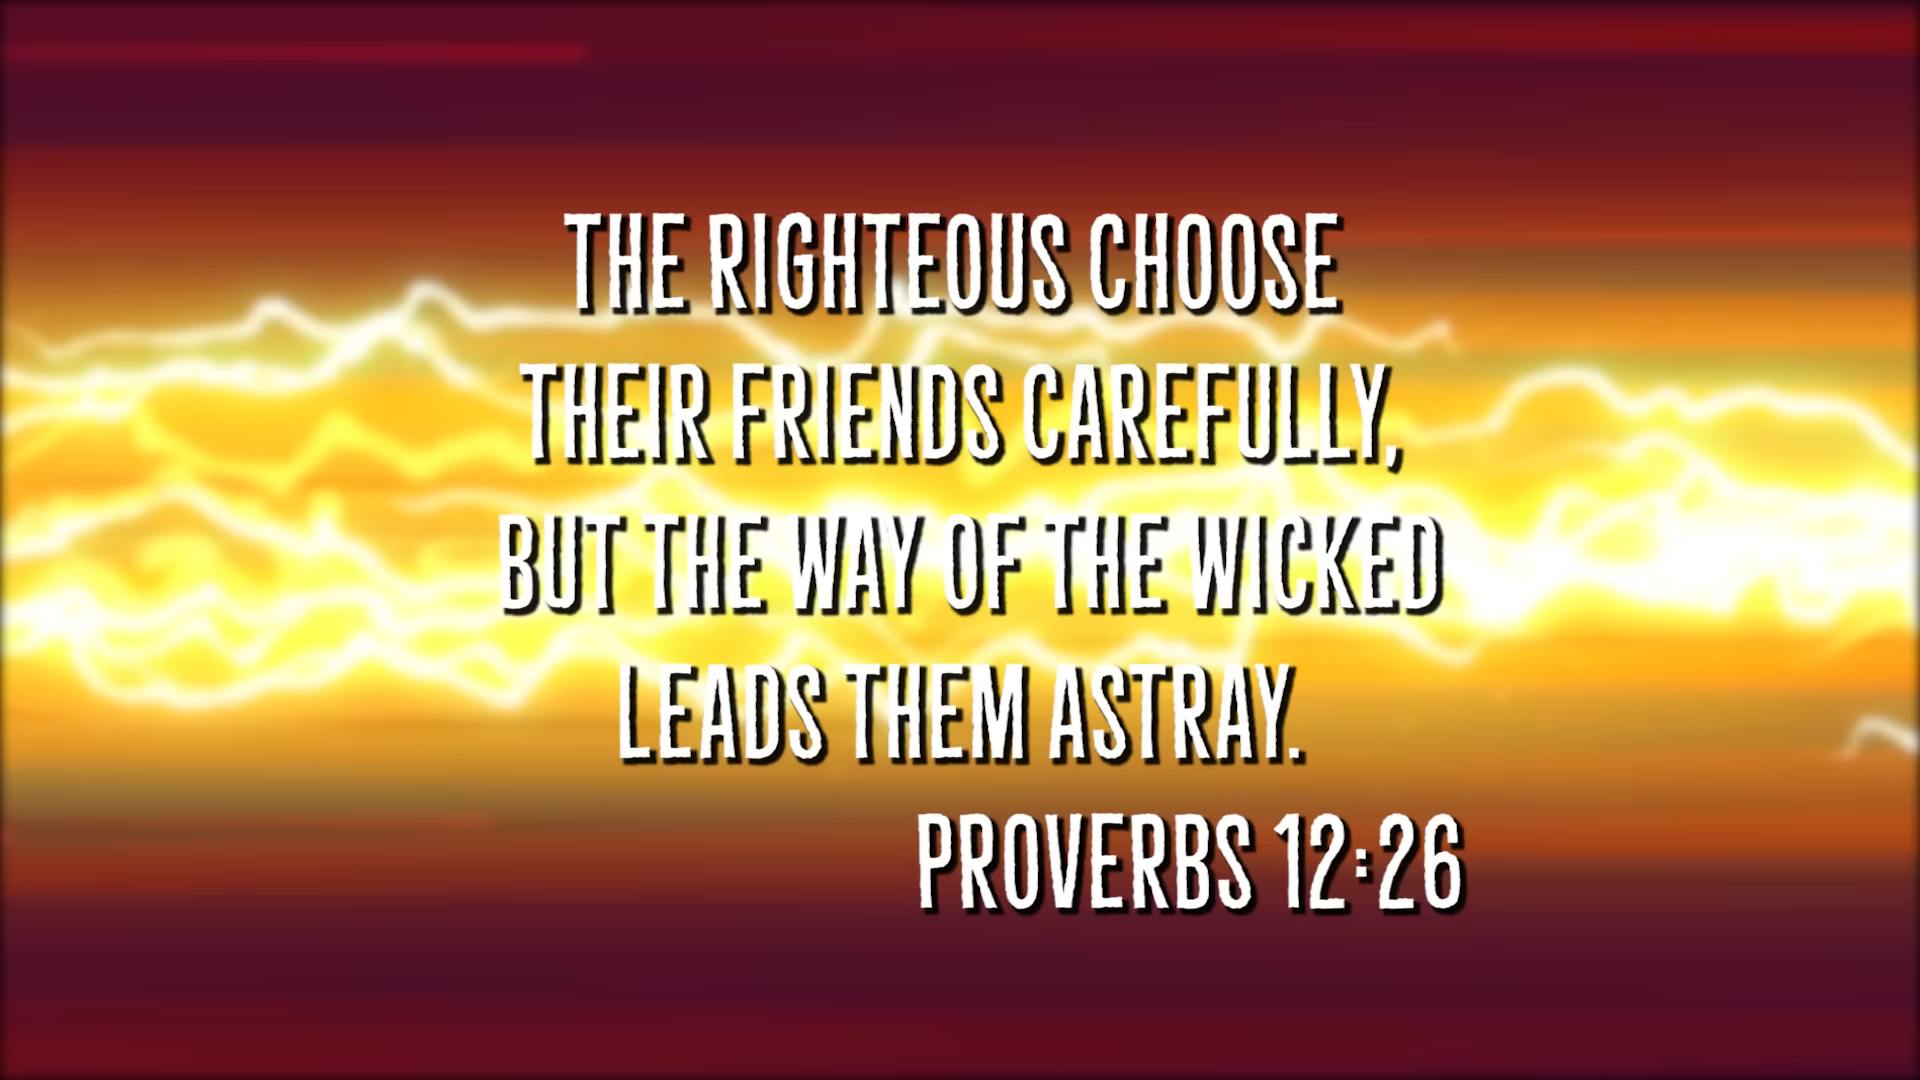 THE RIGHTEOUS CHOOSE
THEIR FRIENDS CAREFULLY,
BUT THE WAY OF THE WICKED
LEADS THEM ASTRAY.
PROVERBS 12:26